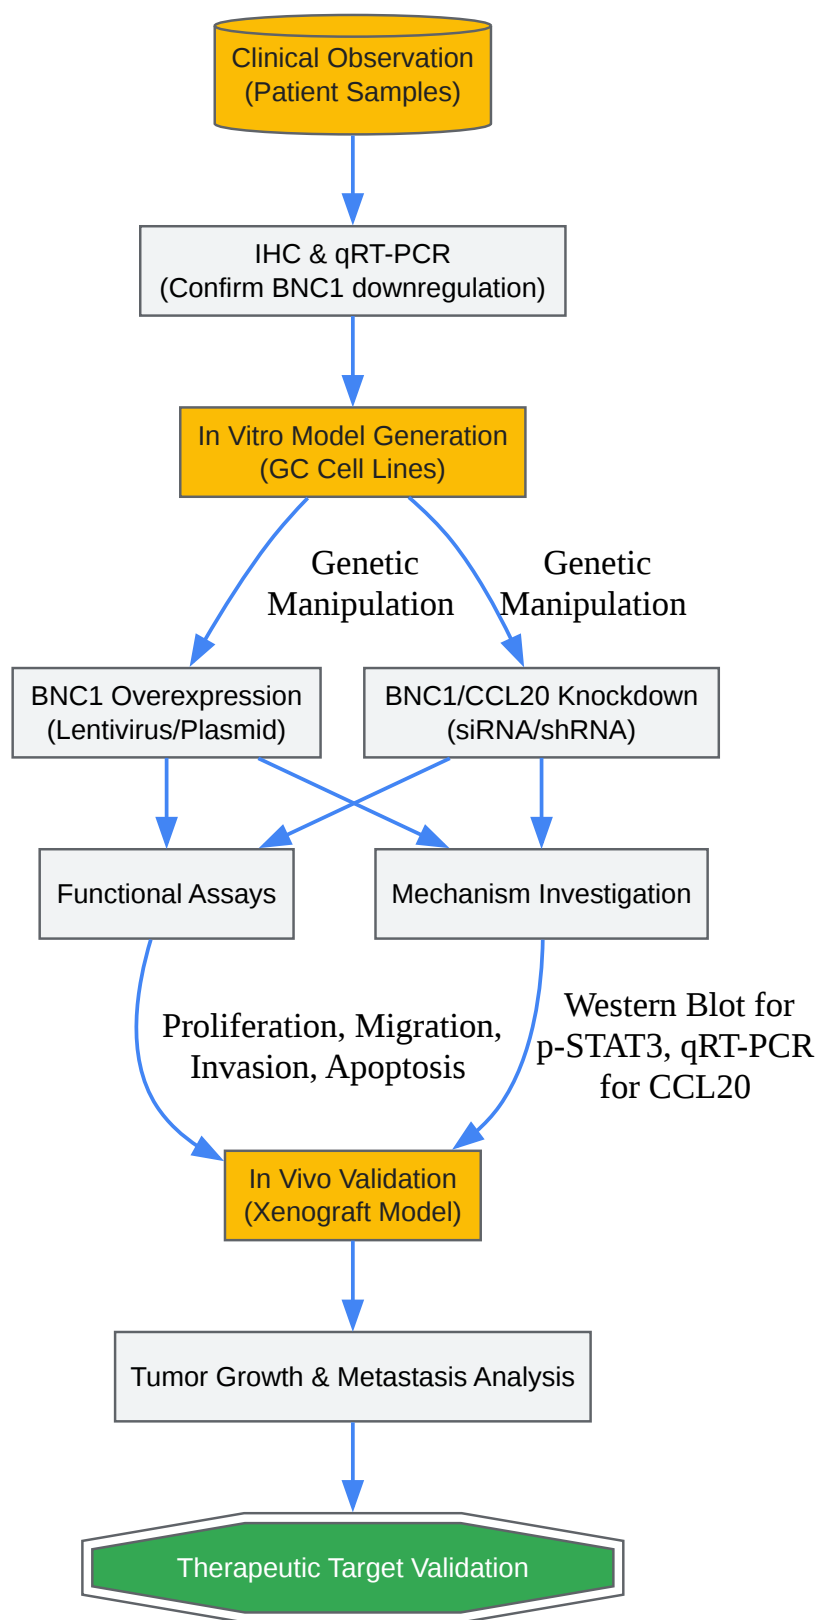 Clinical Observation
(Patient Samples)
IHC & qRT-PCR
(Confirm BNC1 downregulation)
In Vitro Model Generation
(GC Cell Lines)
Genetic
Manipulation
Genetic
Manipulation
BNC1 Overexpression
(Lentivirus/Plasmid)
BNC1/CCL20 Knockdown
(siRNA/shRNA)
Functional Assays
Mechanism Investigation
Proliferation, Migration,
Invasion, Apoptosis
Western Blot for
p-STAT3, qRT-PCR
for CCL20
In Vivo Validation
(Xenograft Model)
Tumor Growth & Metastasis Analysis
Therapeutic Target Validation